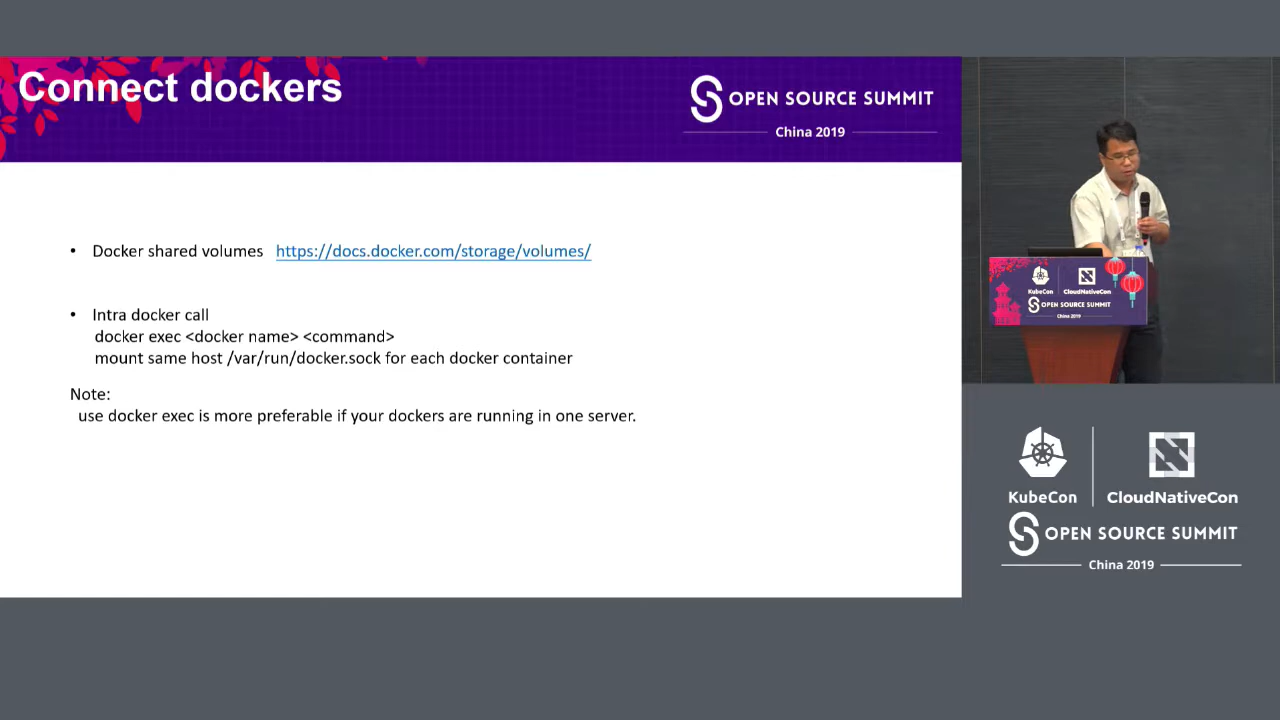 Connect dockers
OPEN SOURCE SUMMIT
China 2019
• Docker shared volumes https://docs.docker.com/storage/volumes/
• Intra docker call
docker exec <docker name> <command>
mount same host /var/run/docker.sock for each docker container
Note:
use docker exec is more preferable if your dockers are running in one server.
KubeCon
CloudNativeCon
OPEN SOURCE SUMMIT
China 2019
KubeCon
CloudNativeCon
OPEN SOURCE SUMMIT
China 2019